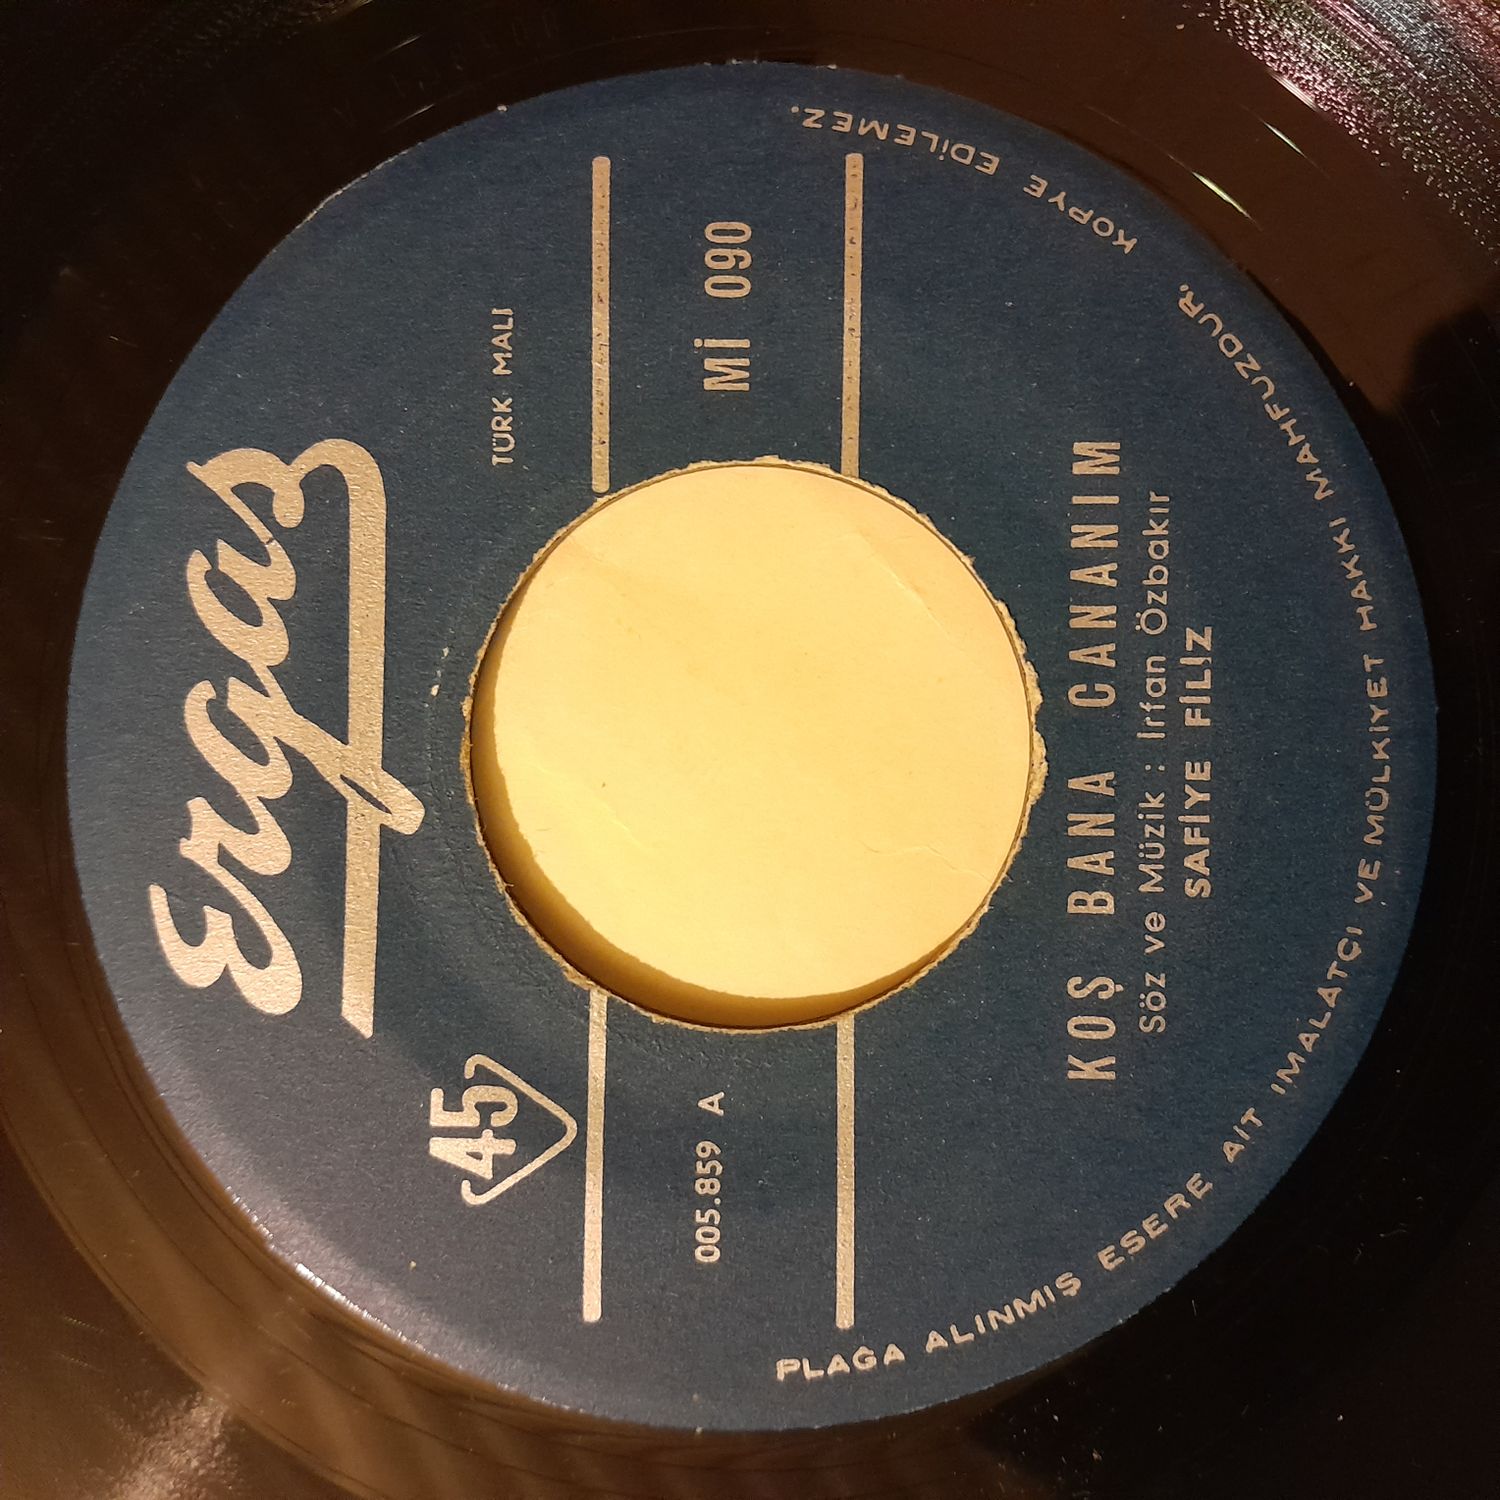 Ergas
45
TÜRK MALI
005.859 A
Mİ 090
KOŞ BANA CANANIM
Söz ve Müzik : İrfan Özbakır
SAFİYE FİLİZ
PLAĞA ALINMIŞ ESERE AİT İMALATÇI VE MÜLKİYET HAKKI MAHFUZDUR. KOPYE EDİLEMEZ.